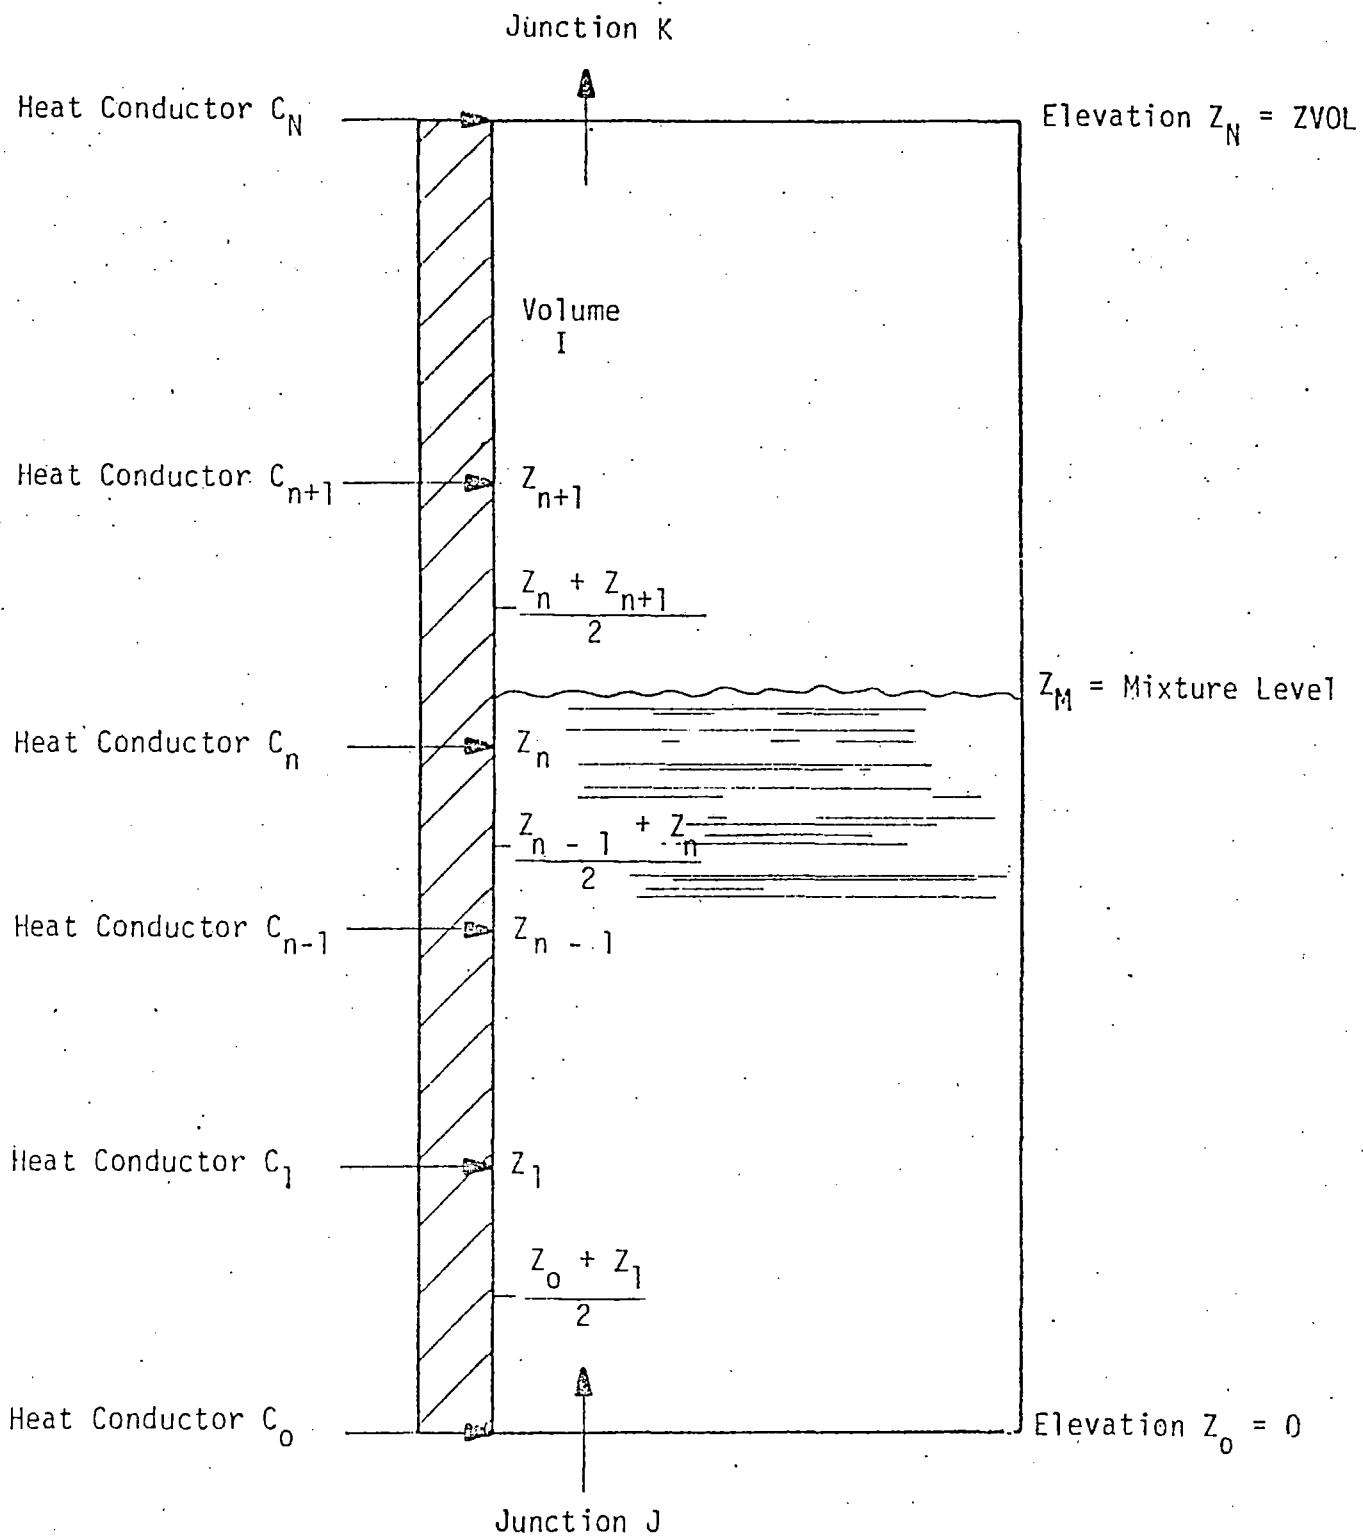 Junction K
Heat Conductor C_N
Elevation Z_N = ZVOL
Volume
I
Heat Conductor C_n+1
Z_n+1
Z_n + Z_n+1
2
Z_M = Mixture Level
Heat Conductor C_n
Z_n
Z_n - 1 + Z_n
2
Heat Conductor C_n-1
Z_n - 1
Heat Conductor C_1
Z_1
Z_o + Z_1
2
Heat Conductor C_o
Elevation Z_o = 0
Junction J